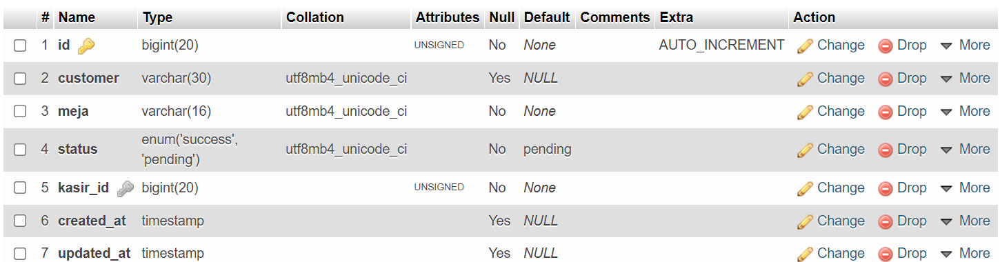 # Name Type Collation Attributes Null Default Comments Extra Action
1 id bigint(20) UNSIGNED No None AUTO_INCREMENT Change Drop More
2 customer varchar(30) utf8mb4_unicode_ci Yes NULL Change Drop More
3 meja varchar(16) utf8mb4_unicode_ci No None Change Drop More
4 status enum('success', 'pending') utf8mb4_unicode_ci No pending Change Drop More
5 kasir_id bigint(20) UNSIGNED No None Change Drop More
6 created_at timestamp Yes NULL Change Drop More
7 updated_at timestamp Yes NULL Change Drop More